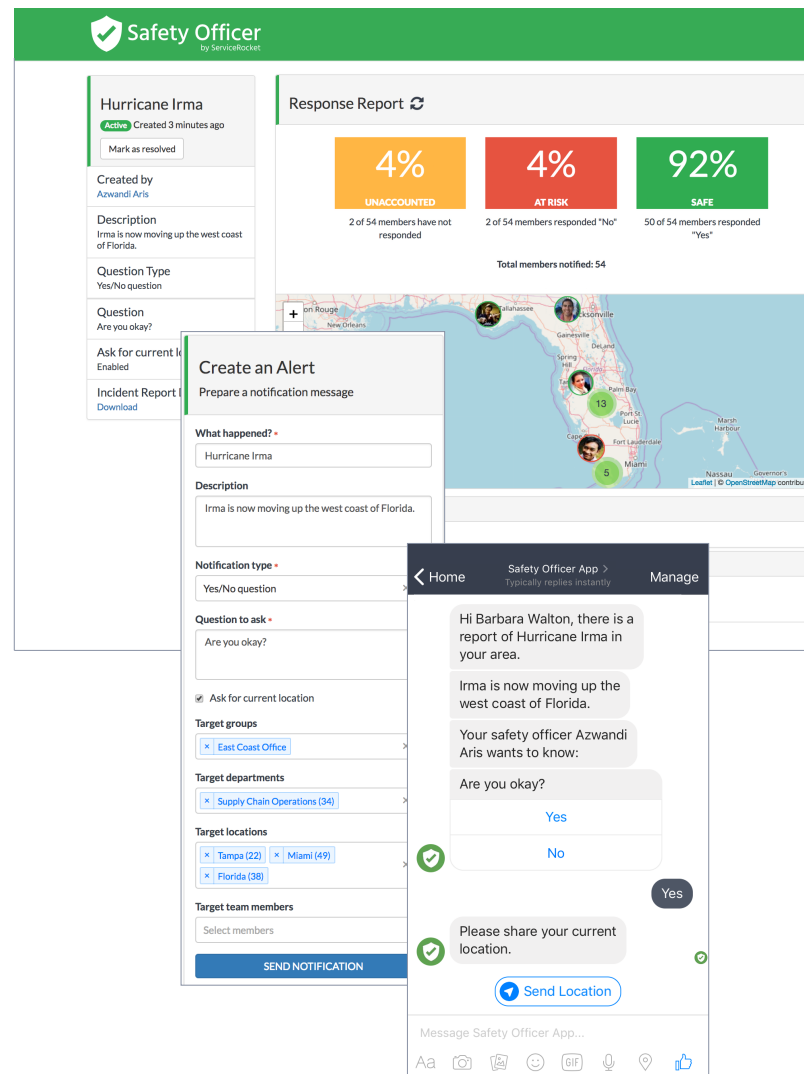 Safety Officer
by ServiceRocket
Hurricane Irma
Active Created 3 minutes ago
Mark as resolved
Created by
Azwandi Aris
Description
Irma is now moving up the west coast
of Florida.
Question Type
Yes/No question
Question
Are you okay?
Ask for current
Enabled
Incident Report
Download
Response Report
4%
UNACCOUNTED
2 of 54 members have not
responded
4%
AT RISK
2 of 54 members responded "No"
92%
SAFE
50 of 54 members responded
"Yes"
Total members notified: 54
+
on Rouge
New Orleans
Tallahassee
cksonville
Gainesville
DeLand
Spring
Hill
Florida
Palm Bay
13
Port St.
Lucie
Cape
Fort Lauderdale
Miami
5
Marsh
Harbour
Nassau
Governor's
Leaflet | © OpenStreetMap contribu
Create an Alert
Prepare a notification message
What happened? *
Hurricane Irma
Description
Irma is now moving up the west coast of Florida.
Notification type *
Yes/No question ×
Question to ask *
Are you okay?
Ask for current location
Target groups
× East Coast Office ×
Target departments
× Supply Chain Operations (34) ×
Target locations
× Tampa (22) × Miami (49)
× Florida (38) ×
Target team members
Select members
SEND NOTIFICATION
Home
Safety Officer App >
Typically replies instantly
Manage
Hi Barbara Walton, there is a
report of Hurricane Irma in
your area.
Irma is now moving up the
west coast of Florida.
Your safety officer Azwandi
Aris wants to know:
Are you okay?
Yes
No
Yes
Please share your current
location.
Send Location
Message Safety Officer App...
Aa
GIF